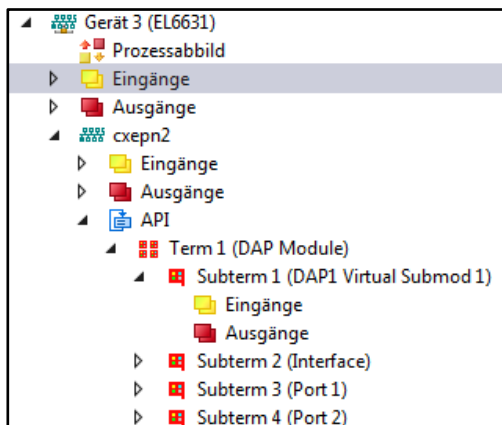 Gerät 3 (EL6631)
Prozessabbild
Eingänge
Ausgänge
cxepn2
Eingänge
Ausgänge
API
Term 1 (DAP Module)
Subterm 1 (DAP1 Virtual Submod 1)
Eingänge
Ausgänge
Subterm 2 (Interface)
Subterm 3 (Port 1)
Subterm 4 (Port 2)